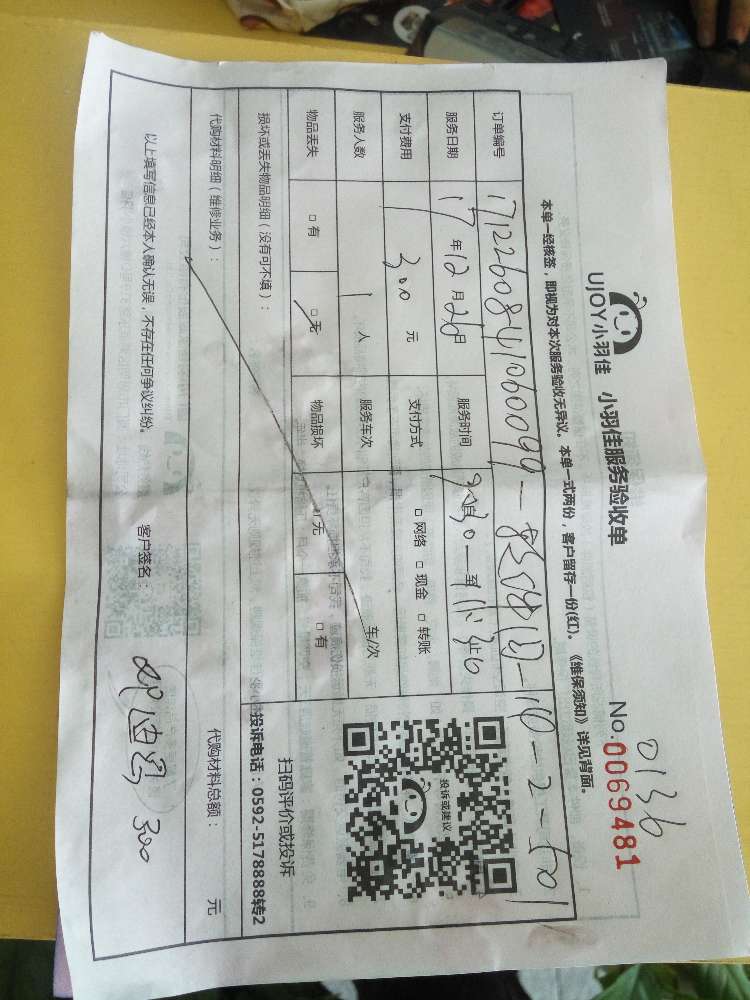 UJOY小羽佳 小羽佳服务验收单
0136
No:0069481
本单一经核签，即视为对本次服务验收无异议。本单一式两份，客户留存一份(红)。《维保须知》详见背面。
订单编号
服务日期 17 年 12 月 26 日 服务时间 至 止
支付费用 300 元 支付方式 □ 网络 □ 现金 □ 转账
服务人数 1 人 服务车次 车/次
物品丢失 □ 有 □ 无 物品损坏 □ 无 □ 有
投诉或建议
扫码评价或投诉
损坏或丢失物品明细（没有可不填）：
投诉电话：0592-5178888转2
代购材料明细（维修业务）： 代购材料总额： 元
以上填写信息已经本人确认无误，不存在任何争议纠纷。 客户签名： 300